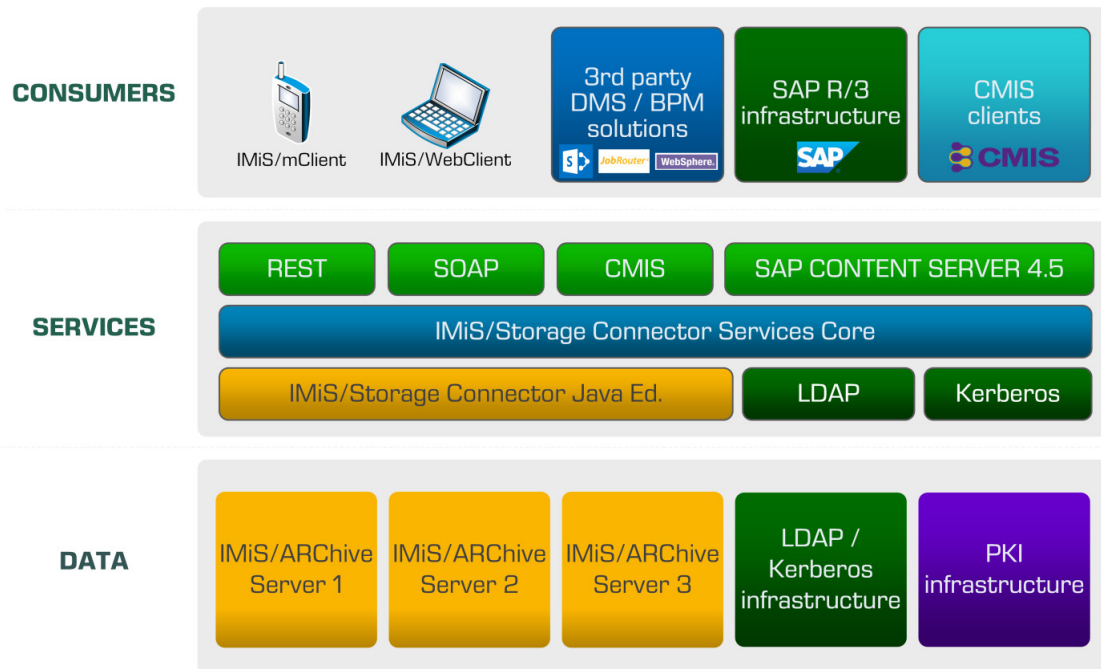 CONSUMERS
IMiS/mClient
IMiS/WebClient
3rd party
DMS / BPM
solutions
S
JobRouter
WebSphere.
SAP R/3
infrastructure
SAP
CMIS
clients
CMIS
SERVICES
REST
SOAP
CMIS
SAP CONTENT SERVER 4.5
IMiS/Storage Connector Services Core
IMiS/Storage Connector Java Ed.
LDAP
Kerberos
DATA
IMiS/ARChive
Server 1
IMiS/ARChive
Server 2
IMiS/ARChive
Server 3
LDAP /
Kerberos
infrastructure
PKI
infrastructure